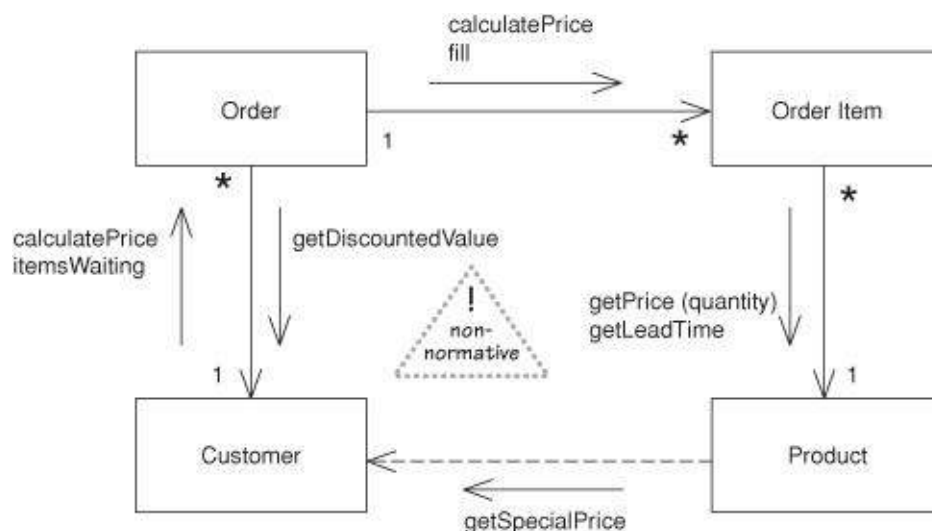 calculatePrice
fill
Order
Order Item
1
*
*
*
calculatePrice
itemsWaiting
getDiscountedValue
!
non-
normative
getPrice (quantity)
getLeadTime
1
1
Customer
Product
getSpecialPrice